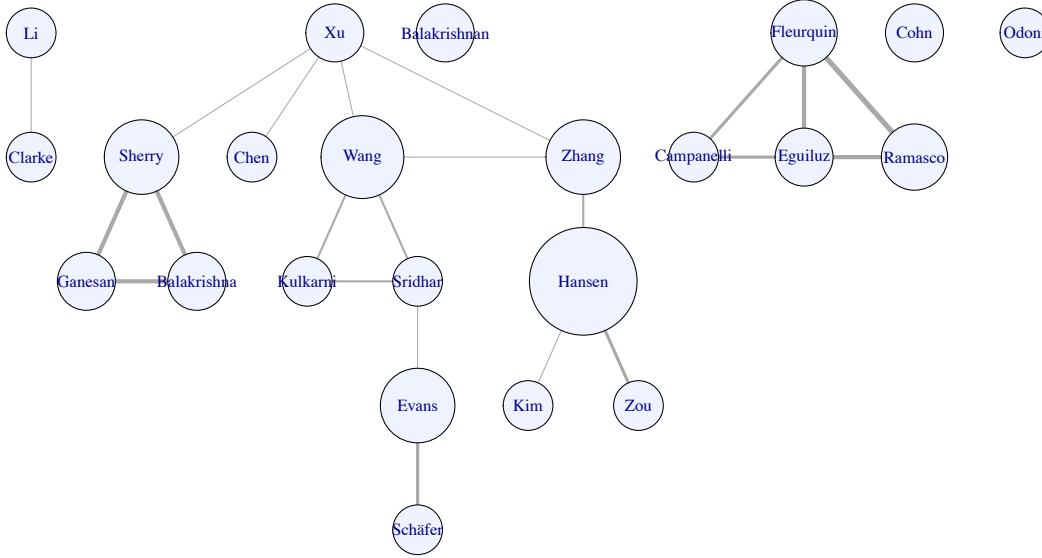 Li
Xu
Balakrishnan
Fleurquin
Cohn
Odoni
Clarke
Sherry
Chen
Wang
Zhang
Campanelli
Eguiluz
Ramasco
Ganesan
Balakrishna
Kulkarni
Sridhar
Hansen
Evans
Kim
Zou
Schäfer